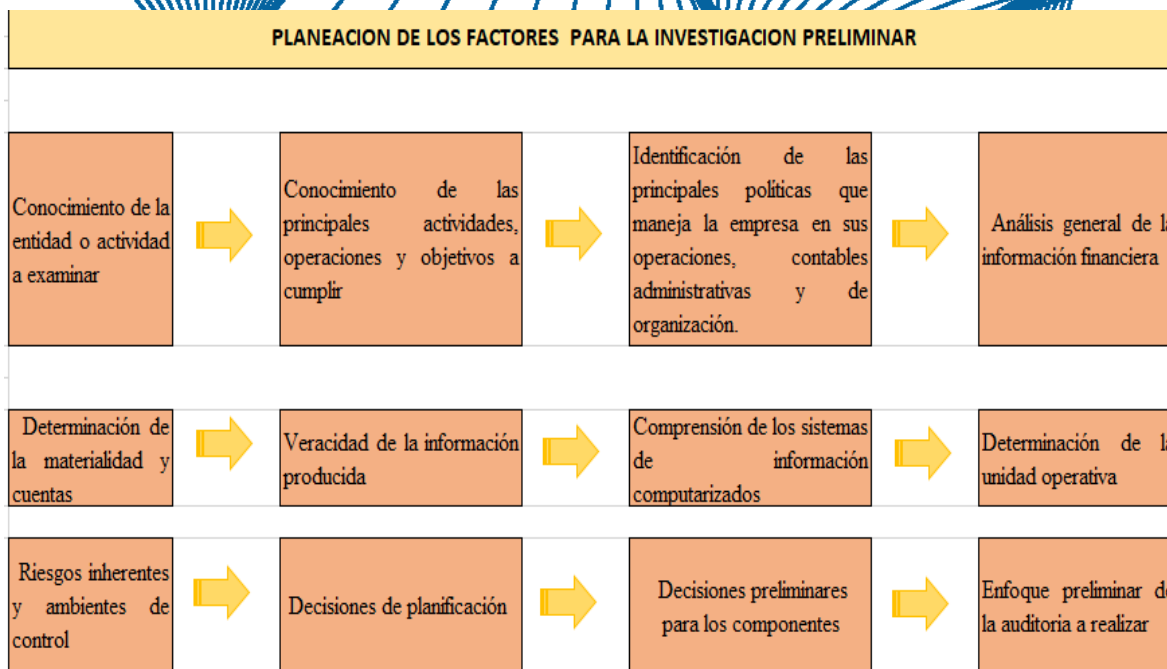 PLANEACION DE LOS FACTORES PARA LA INVESTIGACION PRELIMINAR
Conocimiento de la
entidad o actividad
a examinar
Conocimiento de las
principales actividades,
operaciones y objetivos a
cumplir
Identificación de las
principales políticas que
maneja la empresa en sus
operaciones, contables
administrativas y de
organización.
Análisis general de la
información financiera
Determinación de
la materialidad y
cuentas
Veracidad de la información
producida
Comprensión de los sistemas
de información
computarizados
Determinación de la
unidad operativa
Riesgos inherentes
y ambientes de
control
Decisiones de planificación
Decisiones preliminares
para los componentes
Enfoque preliminar de
la auditoria a realizar